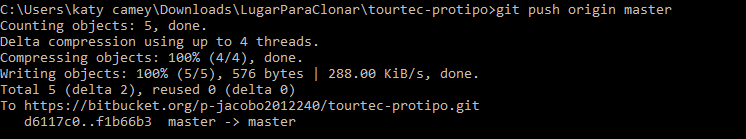 C:\Users\katy camey\Downloads\LugarParaClonar\tourtec-protipo>git push origin master
Counting objects: 5, done.
Delta compression using up to 4 threads.
Compressing objects: 100% (4/4), done.
Writing objects: 100% (5/5), 576 bytes | 288.00 KiB/s, done.
Total 5 (delta 2), reused 0 (delta 0)
To https://bitbucket.org/p-jacobo2012240/tourtec-protipo.git
   d6117c0..f1b66b3  master -> master